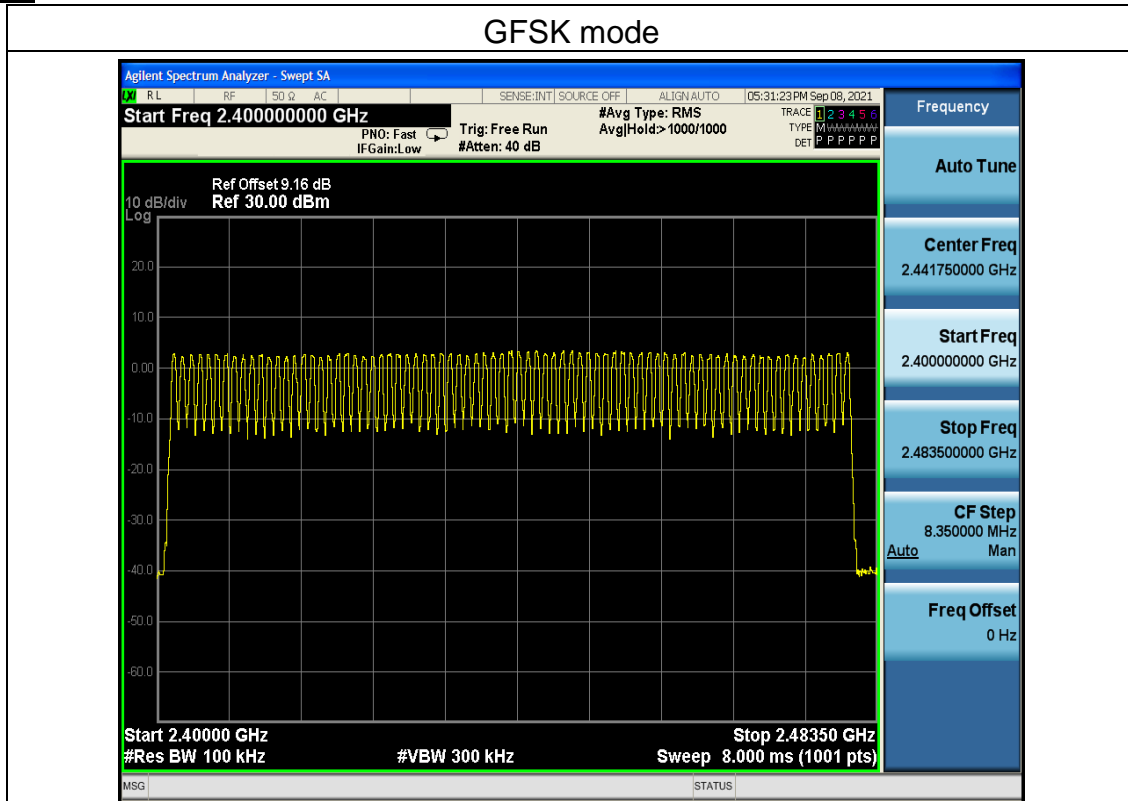 GFSK mode
Agilent Spectrum Analyzer - Swept SA
LXI RL RF 50 Ω AC SENSE:INT SOURCE OFF ALIGN AUTO 05:31:23 PM Sep 08, 2021
Start Freq 2.400000000 GHz
PNO: Fast
IFGain:Low
Trig: Free Run
#Atten: 40 dB
#Avg Type: RMS
Avg|Hold:>1000/1000
TRACE 1 2 3 4 5 6
TYPE M WWWWW
DET P P P P P P
Ref Offset 9.16 dB
10 dB/div Ref 30.00 dBm
Log
20.0
10.0
0.00
-10.0
-20.0
-30.0
-40.0
-50.0
-60.0
Start 2.40000 GHz Stop 2.48350 GHz
#Res BW 100 kHz #VBW 300 kHz Sweep 8.000 ms (1001 pts)
MSG STATUS
Frequency
Auto Tune
Center Freq
2.441750000 GHz
Start Freq
2.400000000 GHz
Stop Freq
2.483500000 GHz
CF Step
8.350000 MHz
Auto Man
Freq Offset
0 Hz